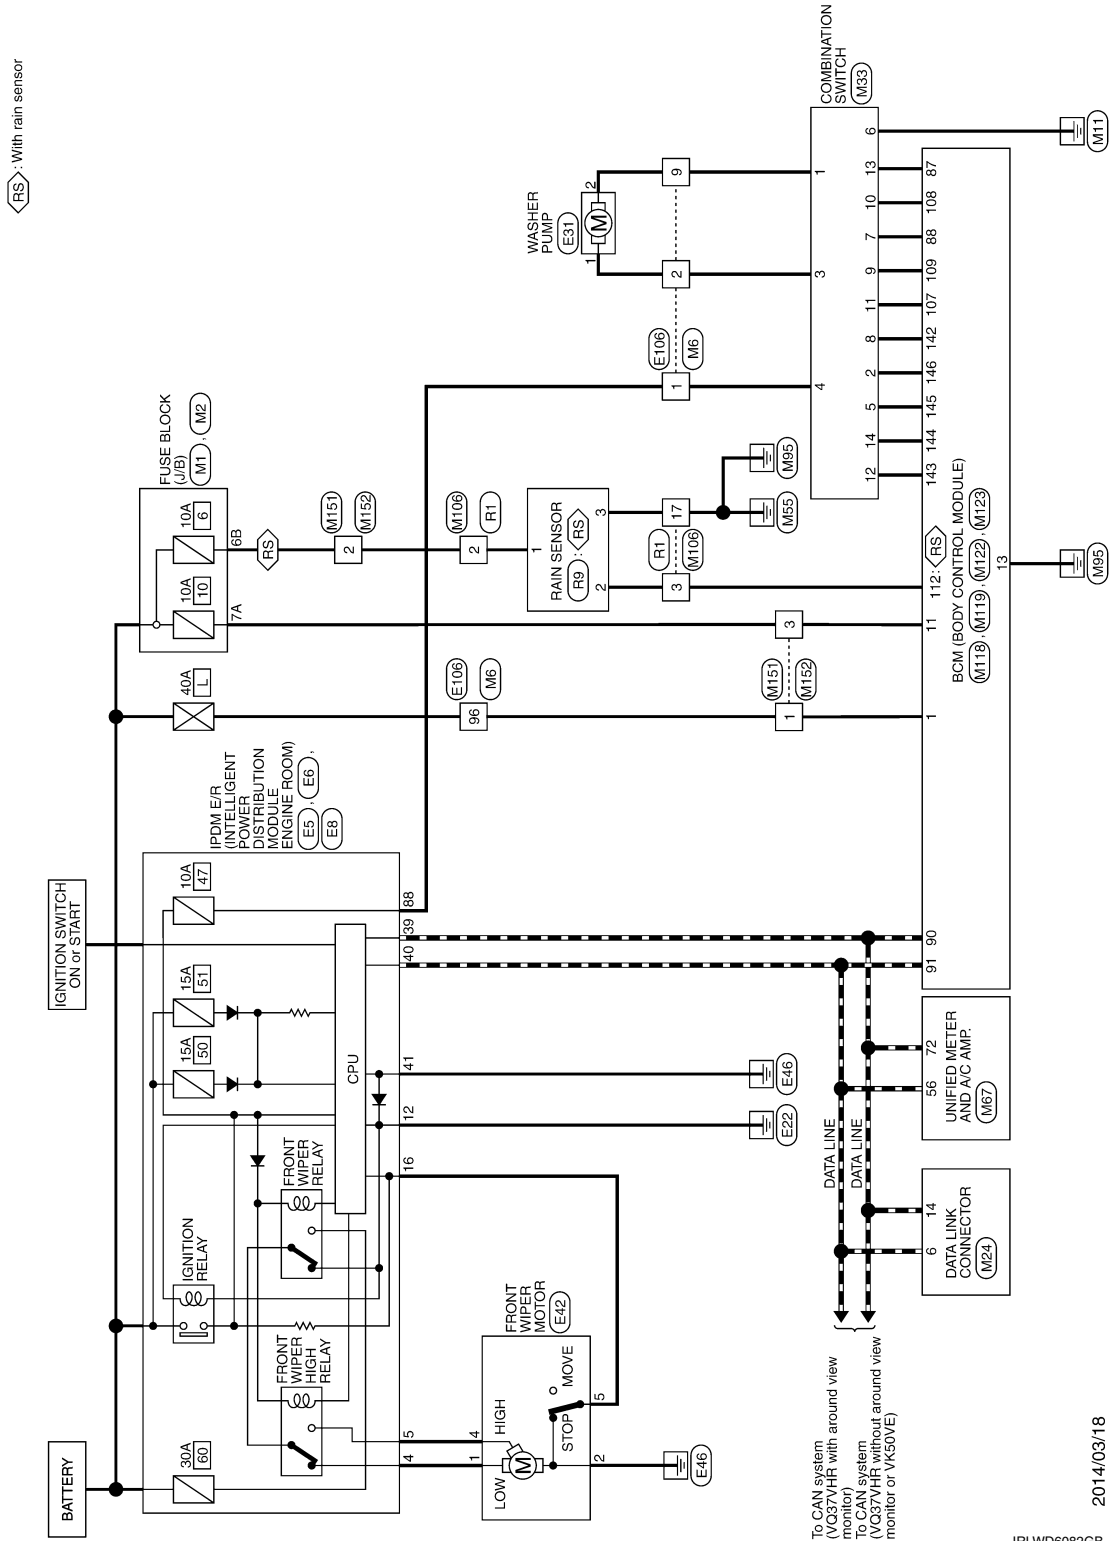 RS : With rain sensor
BATTERY
IGNITION SWITCH
ON or START
30A
60
IGNITION
RELAY
15A
50
15A
51
10A
47
IPDM E/R
(INTELLIGENT
POWER
DISTRIBUTION
MODULE
ENGINE ROOM)
E5 , E6 ,
E8
40A
L
10A
10
10A
6
FUSE BLOCK
(J/B)
M1 , M2
7A
6B
RS
FRONT
WIPER
HIGH
RELAY
FRONT
WIPER
RELAY
CPU
4
5
16
12
41
40
39
88
E106
M6
96
M151
M152
2
M106
R1
2
WASHER
PUMP
E31
1
2
M
1
RAIN SENSOR
R9 : RS
2
3
FRONT
WIPER
MOTOR
E42
1
4
LOW
HIGH
M
STOP
MOVE
2
5
E46
E22
E46
R1
M106
3
17
M55
M95
E106
M6
1
2
9
M151
M152
1
3
COMBINATION
SWITCH
M33
4
3
1
12
14
5
2
8
11
9
7
10
13
6
DATA LINE
DATA LINE
To CAN system
(VQ37VHR with around view
monitor)
To CAN system
(VQ37VHR without around view
monitor or VK50VE)
6
14
DATA LINK
CONNECTOR
M24
56
72
UNIFIED METER
AND A/C AMP.
M67
91
90
1
11
112 : RS
143
144
145
146
142
107
109
88
108
87
BCM (BODY CONTROL MODULE)
M118 , M119 , M122 , M123
13
M95
M11
2014/03/18
JRLWD6082GB